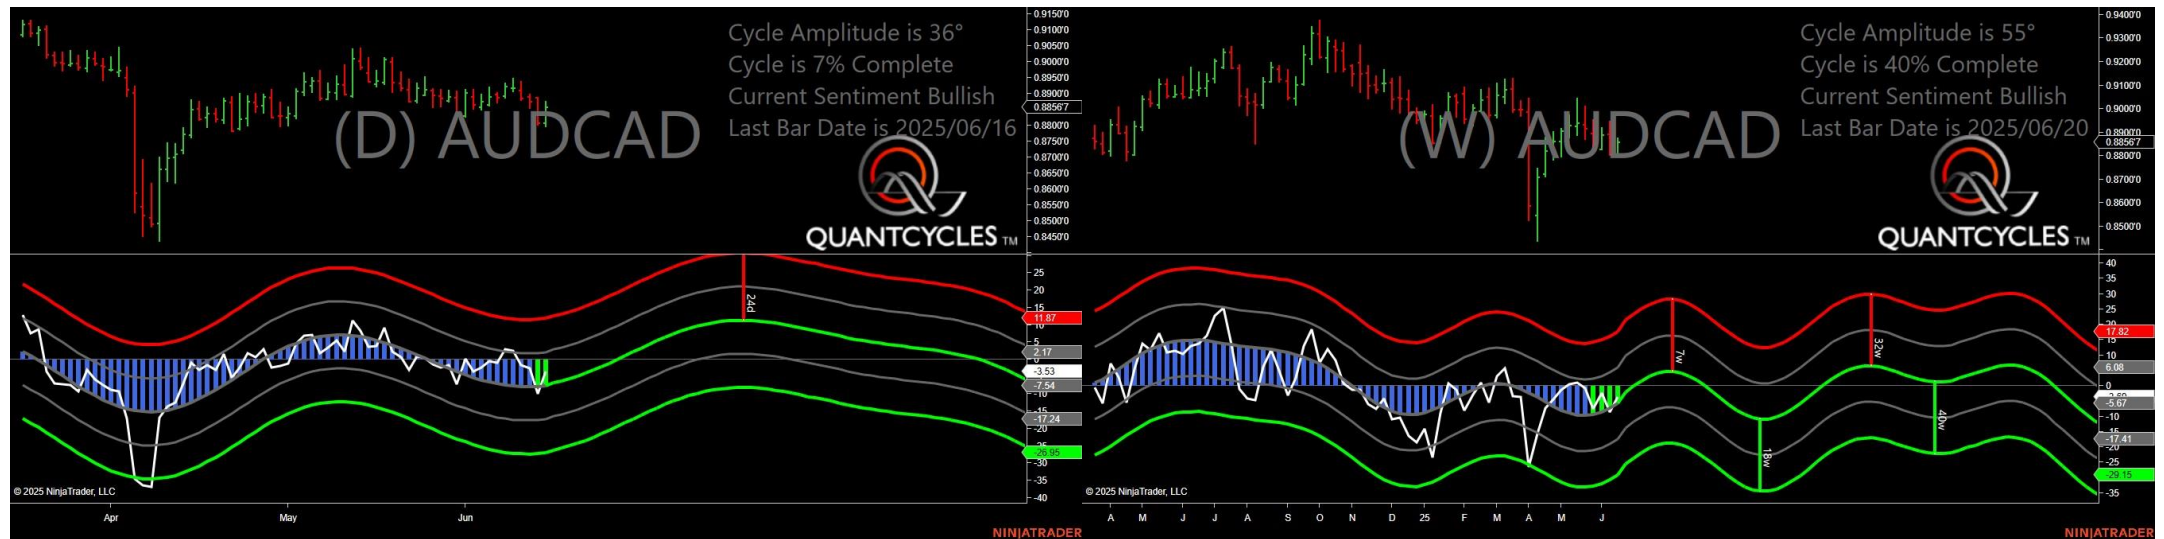 Cycle Amplitude is 36°
Cycle is 7% Complete
Current Sentiment Bullish
Last Bar Date is 2025/06/16
(D) AUDCAD
QUANTCYCLES TM
0.9150'0
0.9100'0
0.9050'0
0.9000'0
0.8950'0
0.8900'0
0.88567
0.8800'0
0.8750'0
0.8700'0
0.8650'0
0.8600'0
0.8550'0
0.8500'0
0.8450'0
24d
25
20
15
11.87
10
5
2.17
0
-3.53
-7.54
-10
-17.24
-20
-26.95
-30
-35
-40
© 2025 NinjaTrader, LLC
Apr May Jun
NINJATRADER
Cycle Amplitude is 55°
Cycle is 40% Complete
Current Sentiment Bullish
Last Bar Date is 2025/06/20
(W) AUDCAD
QUANTCYCLES TM
0.9400'0
0.9300'0
0.9200'0
0.9100'0
0.9000'0
0.8900'0
0.88567
0.8800'0
0.8700'0
0.8600'0
0.8500'0
7w
18w
32w
40w
40
35
30
25
17.82
15
10
6.08
0
-5.67
-10
-17.41
-20
-25
-29.15
-35
© 2025 NinjaTrader, LLC
A M J J A S O N D 25 F M A M J
NINJATRADER